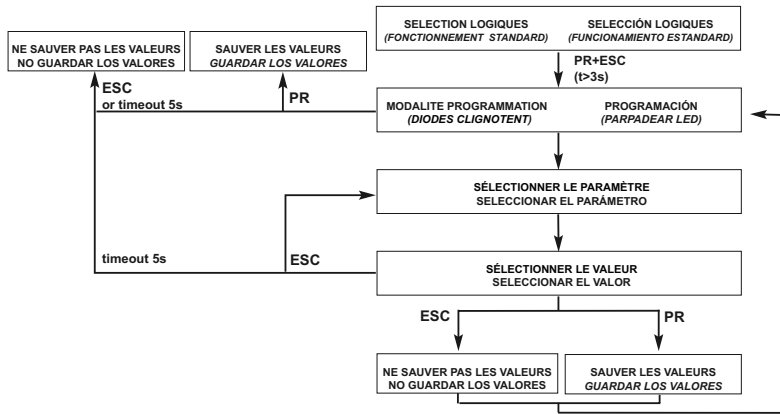 SELECTION LOGIQUES SELECCIÓN LOGIQUES
(FONCTIONNEMENT STANDARD) (FUNCIONAMIENTO ESTANDARD)
NE SAUVER PAS LES VALEURS
NO GUARDAR LOS VALORES
SAUVER LES VALEURS
GUARDAR LOS VALORES
PR+ESC
(t>3s)
ESC
or timeout 5s
PR
MODALITE PROGRAMMATION PROGRAMACIÓN
(DIODES CLIGNOTENT) (PARPADEAR LED)
SÉLECTIONNER LE PARAMÈTRE
SELECCIONAR EL PARÁMETRO
timeout 5s
ESC
SÉLECTIONNER LE VALEUR
SELECCIONAR EL VALOR
ESC
PR
NE SAUVER PAS LES VALEURS
NO GUARDAR LOS VALORES
SAUVER LES VALEURS
GUARDAR LOS VALORES